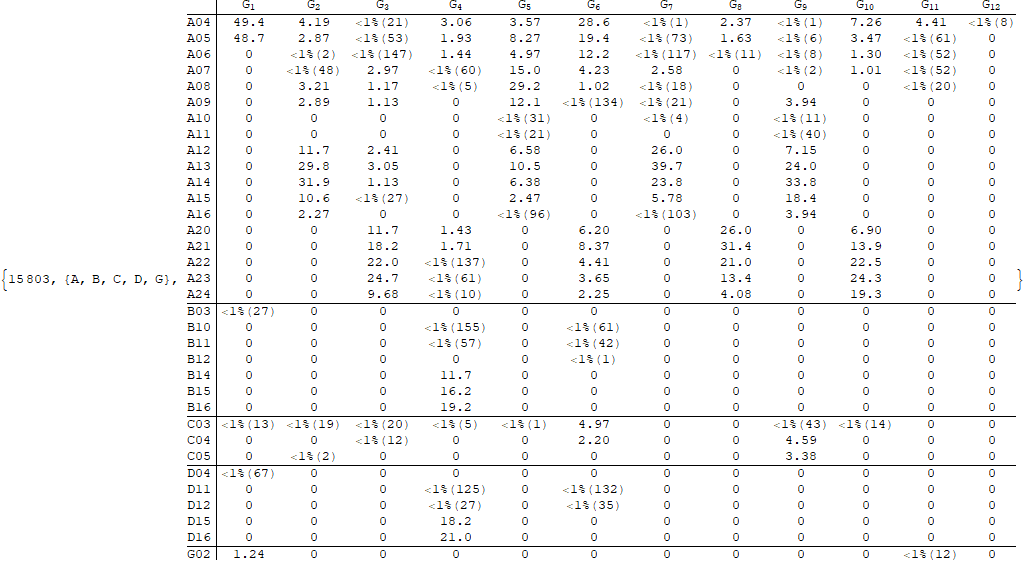 G1 G2 G3 G4 G5 G6 G7 G8 G9 G10 G11 G12
A04 49.4 4.19 <1%(21) 3.06 3.57 28.6 <1%(1) 2.37 <1%(1) 7.26 4.41 <1%(8)
A05 48.7 2.87 <1%(53) 1.93 8.27 19.4 <1%(73) 1.63 <1%(6) 3.47 <1%(61) 0
A06 0 <1%(2) <1%(147) 1.44 4.97 12.2 <1%(117) <1%(11) <1%(8) 1.30 <1%(52) 0
A07 0 <1%(48) 2.97 <1%(60) 15.0 4.23 2.58 0 <1%(2) 1.01 <1%(52) 0
A08 0 3.21 1.17 <1%(5) 29.2 1.02 <1%(18) 0 0 0 <1%(20) 0
A09 0 2.89 1.13 0 12.1 <1%(134) <1%(21) 0 3.94 0 0 0
A10 0 0 0 0 <1%(31) 0 <1%(4) 0 <1%(11) 0 0 0
A11 0 0 0 0 <1%(21) 0 0 0 <1%(40) 0 0 0
A12 0 11.7 2.41 0 6.58 0 26.0 0 7.15 0 0 0
A13 0 29.8 3.05 0 10.5 0 39.7 0 24.0 0 0 0
A14 0 31.9 1.13 0 6.38 0 23.8 0 33.8 0 0 0
A15 0 10.6 <1%(27) 0 2.47 0 5.78 0 18.4 0 0 0
A16 0 2.27 0 0 <1%(96) 0 <1%(103) 0 3.94 0 0 0
A20 0 0 11.7 1.43 0 6.20 0 26.0 0 6.90 0 0
A21 0 0 18.2 1.71 0 8.37 0 31.4 0 13.9 0 0
A22 0 0 22.0 <1%(137) 0 4.41 0 21.0 0 22.5 0 0
{15803, {A, B, C, D, G}, A23 0 0 24.7 <1%(61) 0 3.65 0 13.4 0 24.3 0 0 }
A24 0 0 9.68 <1%(10) 0 2.25 0 4.08 0 19.3 0 0
B03 <1%(27) 0 0 0 0 0 0 0 0 0 0 0
B10 0 0 0 <1%(155) 0 <1%(61) 0 0 0 0 0 0
B11 0 0 0 <1%(57) 0 <1%(42) 0 0 0 0 0 0
B12 0 0 0 0 0 <1%(1) 0 0 0 0 0 0
B14 0 0 0 11.7 0 0 0 0 0 0 0 0
B15 0 0 0 16.2 0 0 0 0 0 0 0 0
B16 0 0 0 19.2 0 0 0 0 0 0 0 0
C03 <1%(13) <1%(19) <1%(20) <1%(5) <1%(1) 4.97 0 0 <1%(43) <1%(14) 0 0
C04 0 0 <1%(12) 0 0 2.20 0 0 4.59 0 0 0
C05 0 <1%(2) 0 0 0 0 0 0 3.38 0 0 0
D04 <1%(67) 0 0 0 0 0 0 0 0 0 0 0
D11 0 0 0 <1%(125) 0 <1%(132) 0 0 0 0 0 0
D12 0 0 0 <1%(27) 0 <1%(35) 0 0 0 0 0 0
D15 0 0 0 18.2 0 0 0 0 0 0 0 0
D16 0 0 0 21.0 0 0 0 0 0 0 0 0
G02 1.24 0 0 0 0 0 0 0 0 0 <1%(12) 0